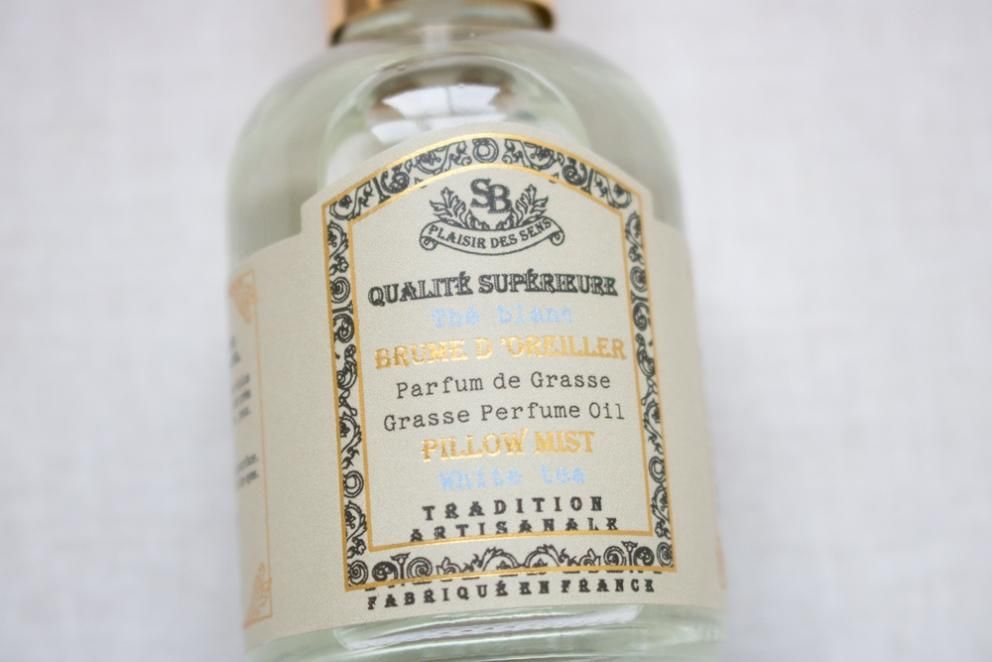 SB
PLAISIR DES SENS
QUALITÉ SUPÉRIEURE
Thé blanc
BRUME D'OREILLER
Parfum de Grasse
Grasse Perfume Oil
PILLOW MIST
White tea
TRADITION
ARTISANALE
FABRIQUÉ EN FRANCE